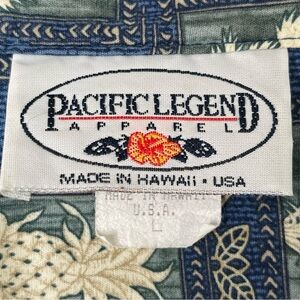 PACIFIC LEGEND
APPAREL
MADE IN HAWAII • USA
MADE IN HAWAII
U.S.A.
L